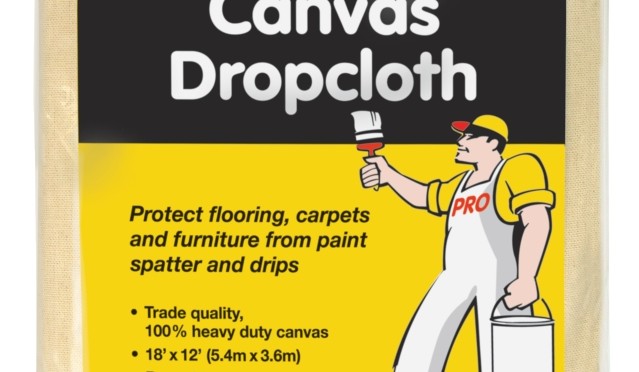 Canvas
Dropcloth
PRO
Protect flooring, carpets
and furniture from paint
spatter and drips
• Trade quality,
100% heavy duty canvas
• 18' x 12' (5.4m x 3.6m)